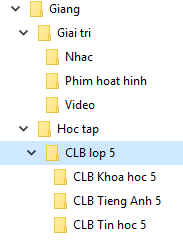 Giang
Giai tri
Nhac
Phim hoat hinh
Video
Hoc tap
CLB lop 5
CLB Khoa hoc 5
CLB Tieng Anh 5
CLB Tin hoc 5